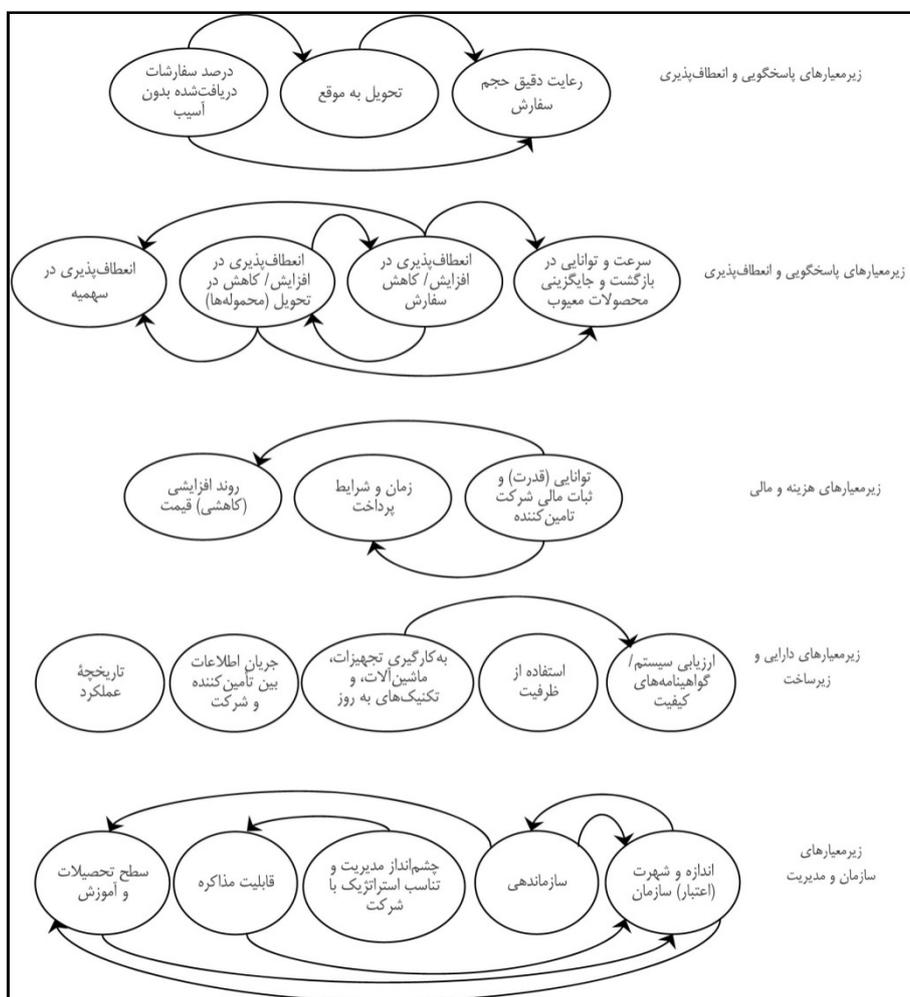 زیرمعیارهای پاسخگویی و انعطاف‌پذیری
رعایت دقیق حجم
سفارش
تحویل به موقع
درصد سفارشات
دریافت‌شده بدون
آسیب
زیرمعیارهای پاسخگویی و انعطاف‌پذیری
سرعت و توانایی در
بازگشت و جایگزینی
محصولات معیوب
انعطاف‌پذیری در
افزایش/ کاهش
سفارش
انعطاف‌پذیری در
افزایش/ کاهش در
تحویل (محموله‌ها)
انعطاف‌پذیری در
سهمیه
زیرمعیارهای هزینه و مالی
توانایی (قدرت) و
ثبات مالی شرکت
تامین‌کننده
زمان و شرایط
پرداخت
روند افزایشی
(کاهشی) قیمت
زیرمعیارهای دارایی و
زیرساخت
ارزیابی سیستم/
گواهینامه‌های
کیفیت
استفاده از
ظرفیت
به‌کارگیری تجهیزات،
ماشین‌آلات، و
تکنیک‌های به روز
جریان اطلاعات
بین تأمین‌کننده
و شرکت
تاریخچۀ
عملکرد
زیرمعیارهای
سازمان و مدیریت
اندازه و شهرت
(اعتبار) سازمان
سازماندهی
چشم‌انداز مدیریت و
تناسب استراتژیک با
شرکت
قابلیت مذاکره
سطح تحصیلات
و آموزش